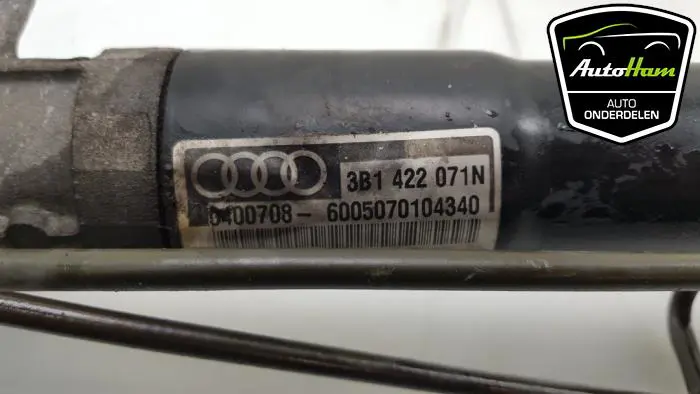 AutoHam
AUTO
ONDERDELEN
3B1 422 071N
0400708- 6005070104340